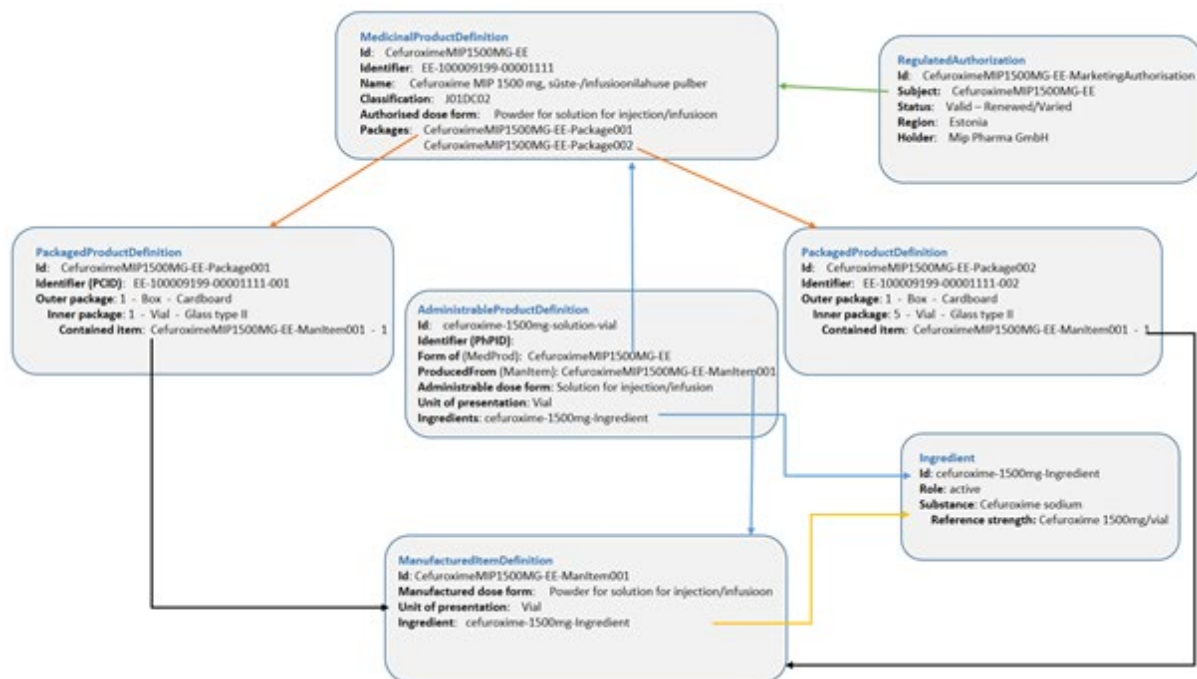 MedicinalProductDefinition
Id: CefuroximeMIP1500MG-EE
Identifier: EE-100009199-00001111
Name: Cefuroxime MIP 1500 mg, süste-/infusioonilahuse pulber
Classification: J01DC02
Authorised dose form: Powder for solution for injection/infusioon
Packages: CefuroximeMIP1500MG-EE-Package001
CefuroximeMIP1500MG-EE-Package002
RegulatedAuthorization
Id: CefuroximeMIP1500MG-EE-MarketingAuthorisation
Subject: CefuroximeMIP1500MG-EE
Status: Valid – Renewed/Varied
Region: Estonia
Holder: Mip Pharma GmbH
PackagedProductDefinition
Id: CefuroximeMIP1500MG-EE-Package001
Identifier (PCID): EE-100009199-00001111-001
Outer package: 1 - Box - Cardboard
Inner package: 1 - Vial - Glass type II
Contained item: CefuroximeMIP1500MG-EE-ManItem001 - 1
PackagedProductDefinition
Id: CefuroximeMIP1500MG-EE-Package002
Identifier: EE-100009199-00001111-002
Outer package: 1 - Box - Cardboard
Inner package: 5 - Vial - Glass type II
Contained item: CefuroximeMIP1500MG-EE-ManItem001 - 1
AdministrableProductDefinition
Id: cefuroxime-1500mg-solution-vial
Identifier (PhPID):
Form of (MedProd): CefuroximeMIP1500MG-EE
ProducedFrom (ManItem): CefuroximeMIP1500MG-EE-ManItem001
Administrable dose form: Solution for injection/infusion
Unit of presentation: Vial
Ingredients: cefuroxime-1500mg-Ingredient
Ingredient
Id: cefuroxime-1500mg-Ingredient
Role: active
Substance: Cefuroxime sodium
Reference strength: Cefuroxime 1500mg/vial
ManufacturedItemDefinition
Id: CefuroximeMIP1500MG-EE-ManItem001
Manufactured dose form: Powder for solution for injection/infusioon
Unit of presentation: Vial
Ingredient: cefuroxime-1500mg-Ingredient